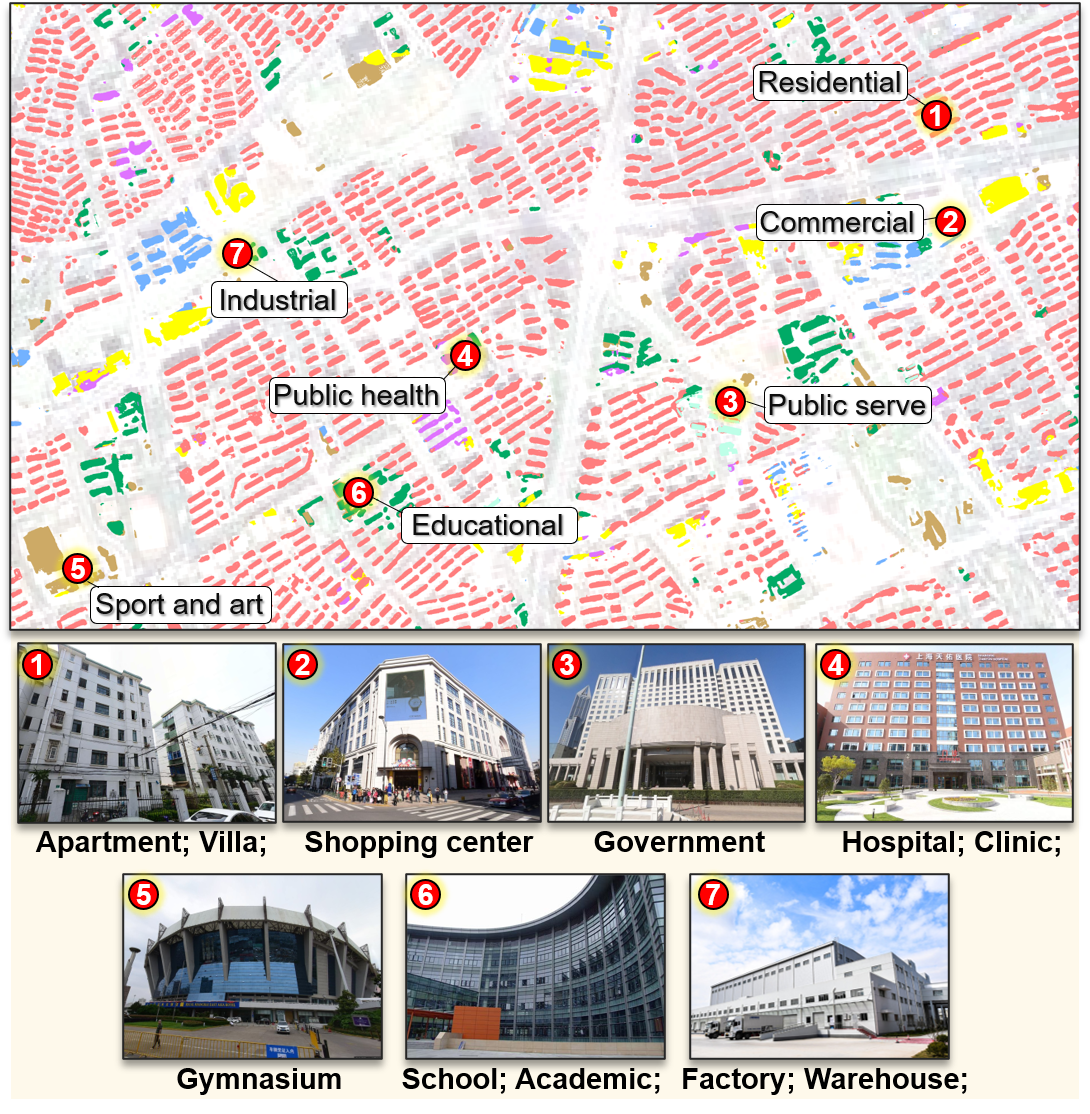 Residential
1
Commercial
2
7
Industrial
4
Public health
3
Public serve
6
Educational
5
Sport and art
1
2
3
4
上海天佑医院
Apartment; Villa;
Shopping center
Government
Hospital; Clinic;
5
6
7
Gymnasium
School; Academic;
Factory; Warehouse;